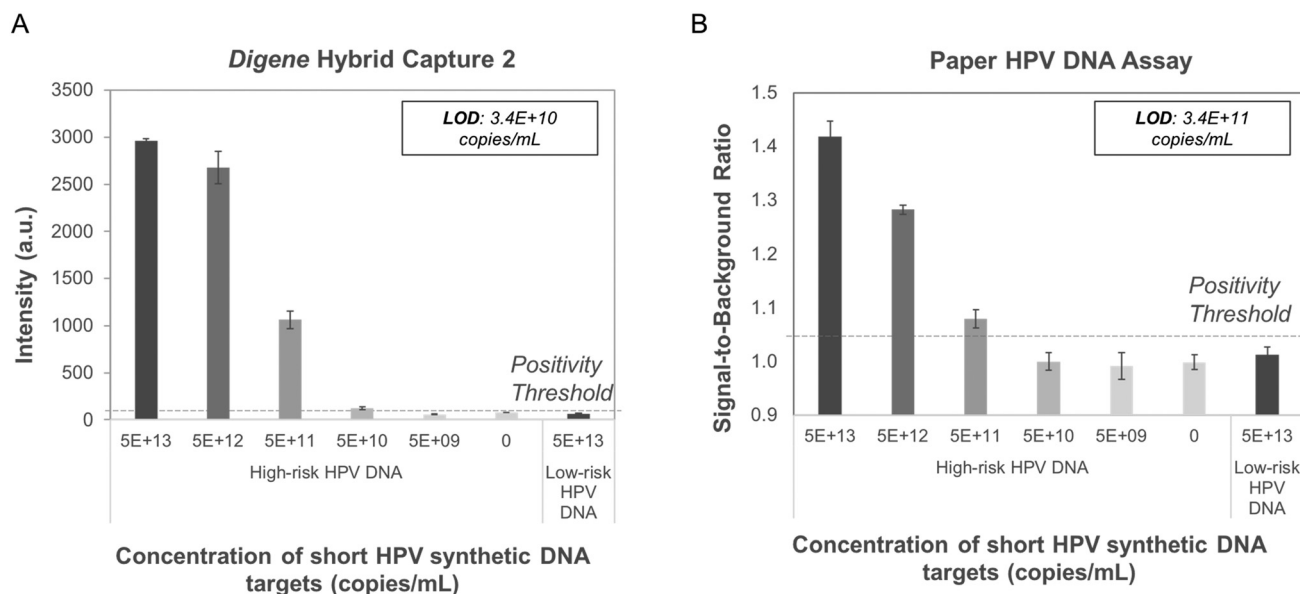 A
Digene Hybrid Capture 2
3500
3000
2500
2000
1500
1000
500
0
Intensity (a.u.)
LOD: 3.4E+10
copies/mL
Positivity
Threshold
5E+13 5E+12 5E+11 5E+10 5E+09 0 5E+13
High-risk HPV DNA
Low-risk
HPV
DNA
Concentration of short HPV synthetic DNA
targets (copies/mL)
B
Paper HPV DNA Assay
1.5
1.4
1.3
1.2
1.1
1.0
0.9
Signal-to-Background Ratio
LOD: 3.4E+11
copies/mL
Positivity
Threshold
5E+13 5E+12 5E+11 5E+10 5E+09 0 5E+13
High-risk HPV DNA
Low-risk
HPV
DNA
Concentration of short HPV synthetic DNA
targets (copies/mL)